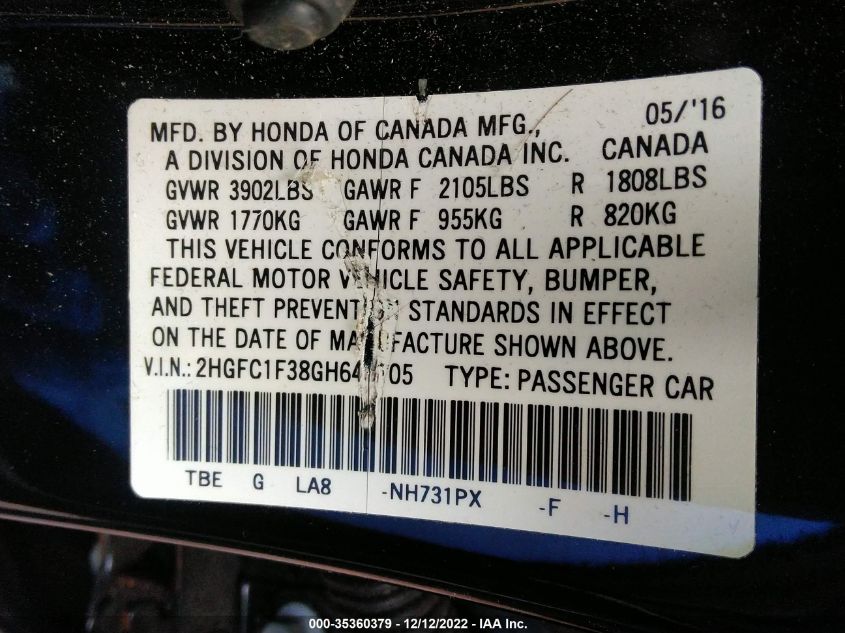 05/'16
MFD. BY HONDA OF CANADA MFG.,
A DIVISION OF HONDA CANADA INC. CANADA
GVWR 3902LBS GAWR F 2105LBS R 1808LBS
GVWR 1770KG GAWR F 955KG R 820KG
THIS VEHICLE CONFORMS TO ALL APPLICABLE
FEDERAL MOTOR VEHICLE SAFETY, BUMPER,
AND THEFT PREVENTION STANDARDS IN EFFECT
ON THE DATE OF MANUFACTURE SHOWN ABOVE.
V.I.N.: TYPE: PASSENGER CAR
TBE G LA8 -NH731PX -F -H
000-35360379 - 12/12/2022 - IAA Inc.